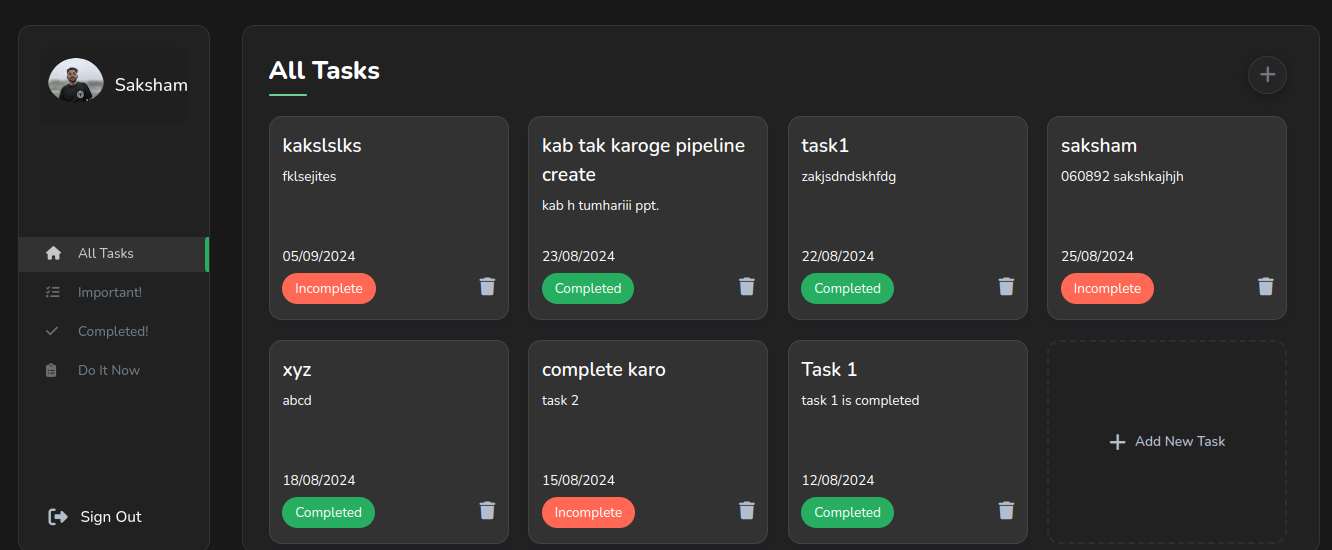 Saksham
All Tasks
Important!
Completed!
Do It Now
Sign Out
All Tasks
kakslslks
fklsejites
05/09/2024
Incomplete
kab tak karoge pipeline
create
kab h tumhariii ppt.
23/08/2024
Completed
task1
zakjsdndskhfdg
22/08/2024
Completed
saksham
060892 sakshkajhjh
25/08/2024
Incomplete
xyz
abcd
18/08/2024
Completed
complete karo
task 2
15/08/2024
Incomplete
Task 1
task 1 is completed
12/08/2024
Completed
Add New Task